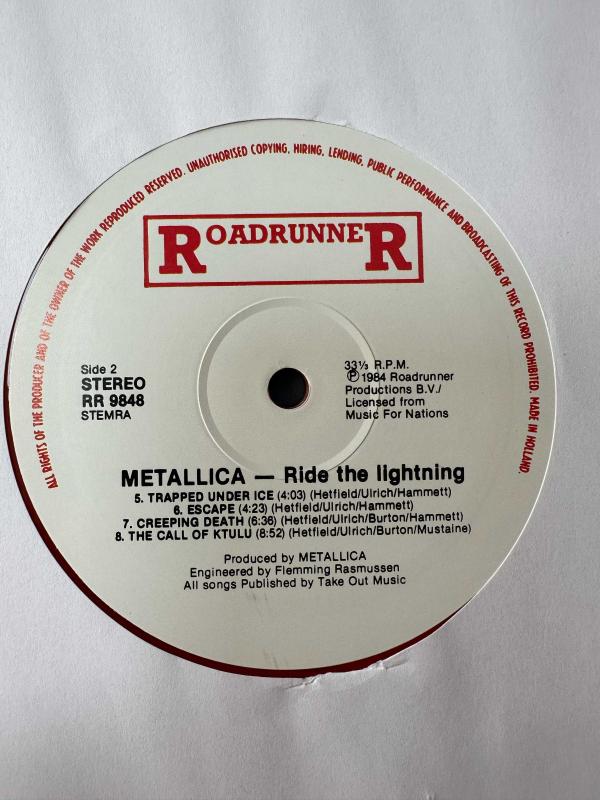 ALL RIGHTS OF THE PRODUCER AND OF THE OWNER OF THE WORK REPRODUCED RESERVED. UNAUTHORISED COPYING, HIRING, LENDING, PUBLIC PERFORMANCE AND BROADCASTING OF THIS RECORD PROHIBITED. MADE IN HOLLAND.
ROADRUNNER
Side 2
STEREO
RR 9848
STEMRA
33⅓ R.P.M.
Ⓟ 1984 Roadrunner
Productions B.V./
Licensed from
Music For Nations
METALLICA — Ride the lightning
5. TRAPPED UNDER ICE (4:03) (Hetfield/Ulrich/Hammett)
6. ESCAPE (4:23) (Hetfield/Ulrich/Hammett)
7. CREEPING DEATH (6:36) (Hetfield/Ulrich/Burton/Hammett)
8. THE CALL OF KTULU (8:52) (Hetfield/Ulrich/Burton/Mustaine)
Produced by METALLICA
Engineered by Flemming Rasmussen
All songs Published by Take Out Music